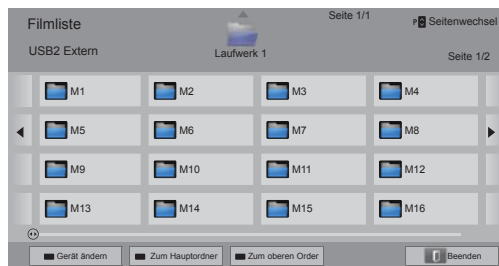 Filmliste
Seite 1/1
P Seitenwechsel
USB2 Extern
Laufwerk 1
Seite 1/2
M1 M2 M3 M4
M5 M6 M7 M8
M9 M10 M11 M12
M13 M14 M15 M16
Gerät ändern Zum Hauptordner Zum oberen Order Beenden